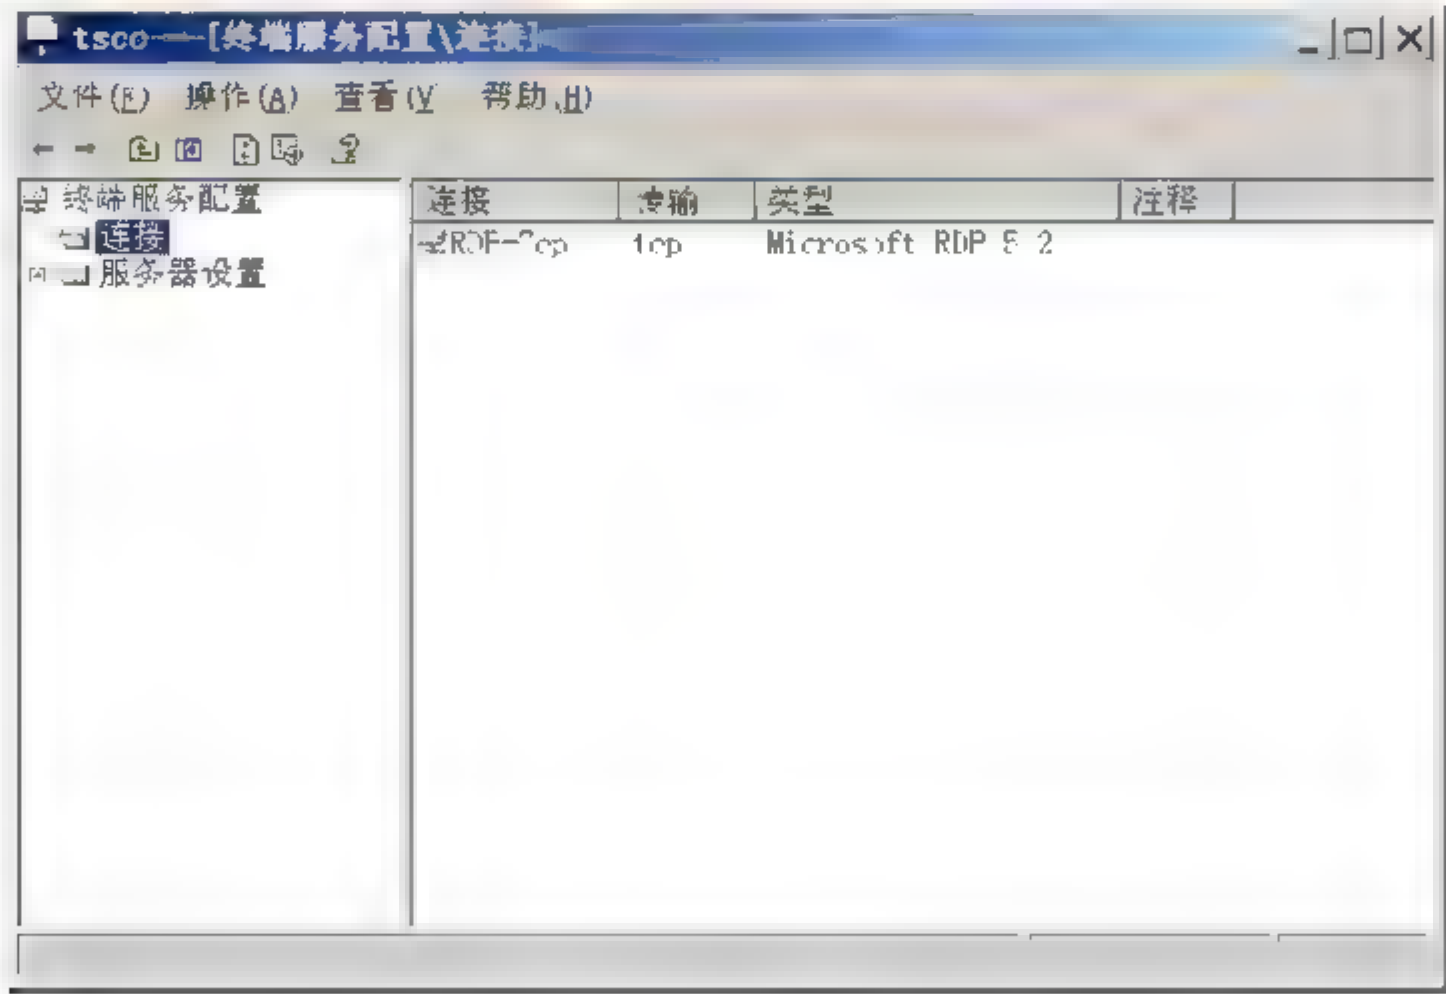 tsco — [终端服务配置\连接]
文件(F) 操作(A) 查看(V 帮助(H)
终端服务配置
连接
服务器设置
连接 传输 类型 注释
RDP-Tcp tcp Microsoft RDP 5 2